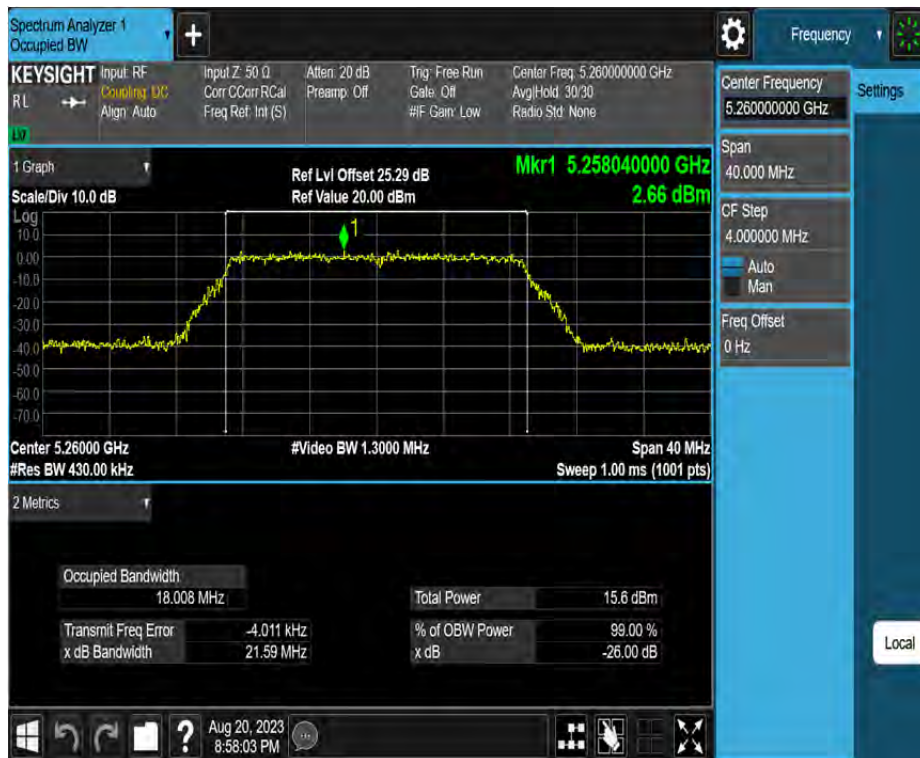 Spectrum Analyzer 1
Occupied BW
+
Frequency
KEYSIGHT
RL
LXI
Input: RF
Coupling: DC
Align: Auto
Input Z: 50 Ω
Corr CCorr RCal
Freq Ref: Int (S)
Atten: 20 dB
Preamp: Off
Trig: Free Run
Gate: Off
#IF Gain: Low
Center Freq: 5.260000000 GHz
Avg|Hold: 30/30
Radio Std: None
Center Frequency
5.260000000 GHz
Settings
Span
40.000 MHz
CF Step
4.000000 MHz
Auto
Man
Freq Offset
0 Hz
1 Graph
Scale/Div 10.0 dB
Ref Lvl Offset 25.29 dB
Ref Value 20.00 dBm
Mkr1 5.258040000 GHz
2.66 dBm
Log
10.0
0.00
-10.0
-20.0
-30.0
-40.0
-50.0
-60.0
-70.0
1
Center 5.26000 GHz
#Res BW 430.00 kHz
#Video BW 1.3000 MHz
Span 40 MHz
Sweep 1.00 ms (1001 pts)
2 Metrics
Occupied Bandwidth
18.008 MHz
Transmit Freq Error -4.011 kHz
x dB Bandwidth 21.59 MHz
Total Power 15.6 dBm
% of OBW Power 99.00 %
x dB -26.00 dB
Local
?
Aug 20, 2023
8:58:03 PM